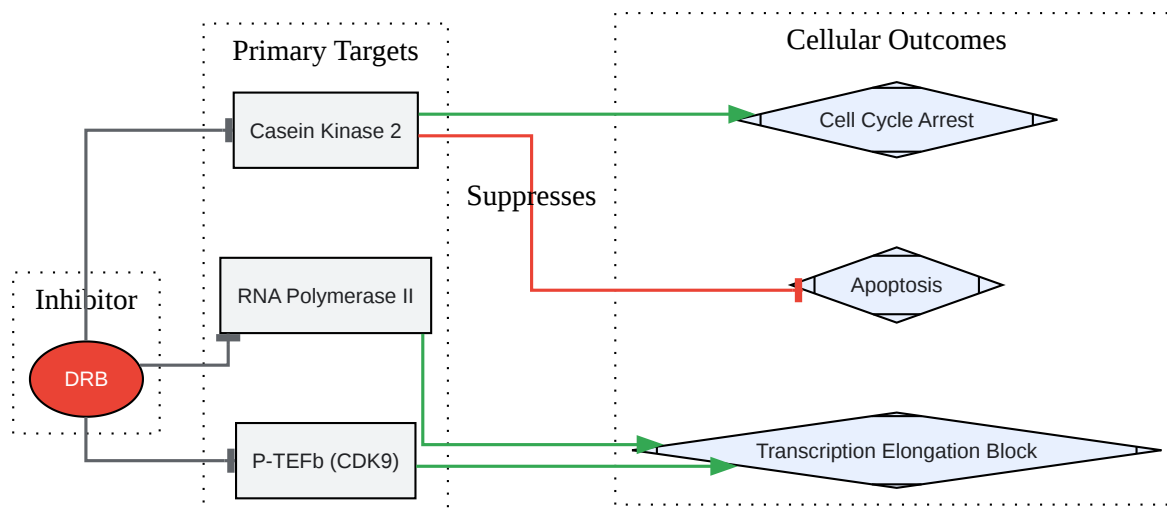 Inhibitor
DRB
Primary Targets
Casein Kinase 2
RNA Polymerase II
P-TEFb (CDK9)
Suppresses
Cellular Outcomes
Cell Cycle Arrest
Apoptosis
Transcription Elongation Block